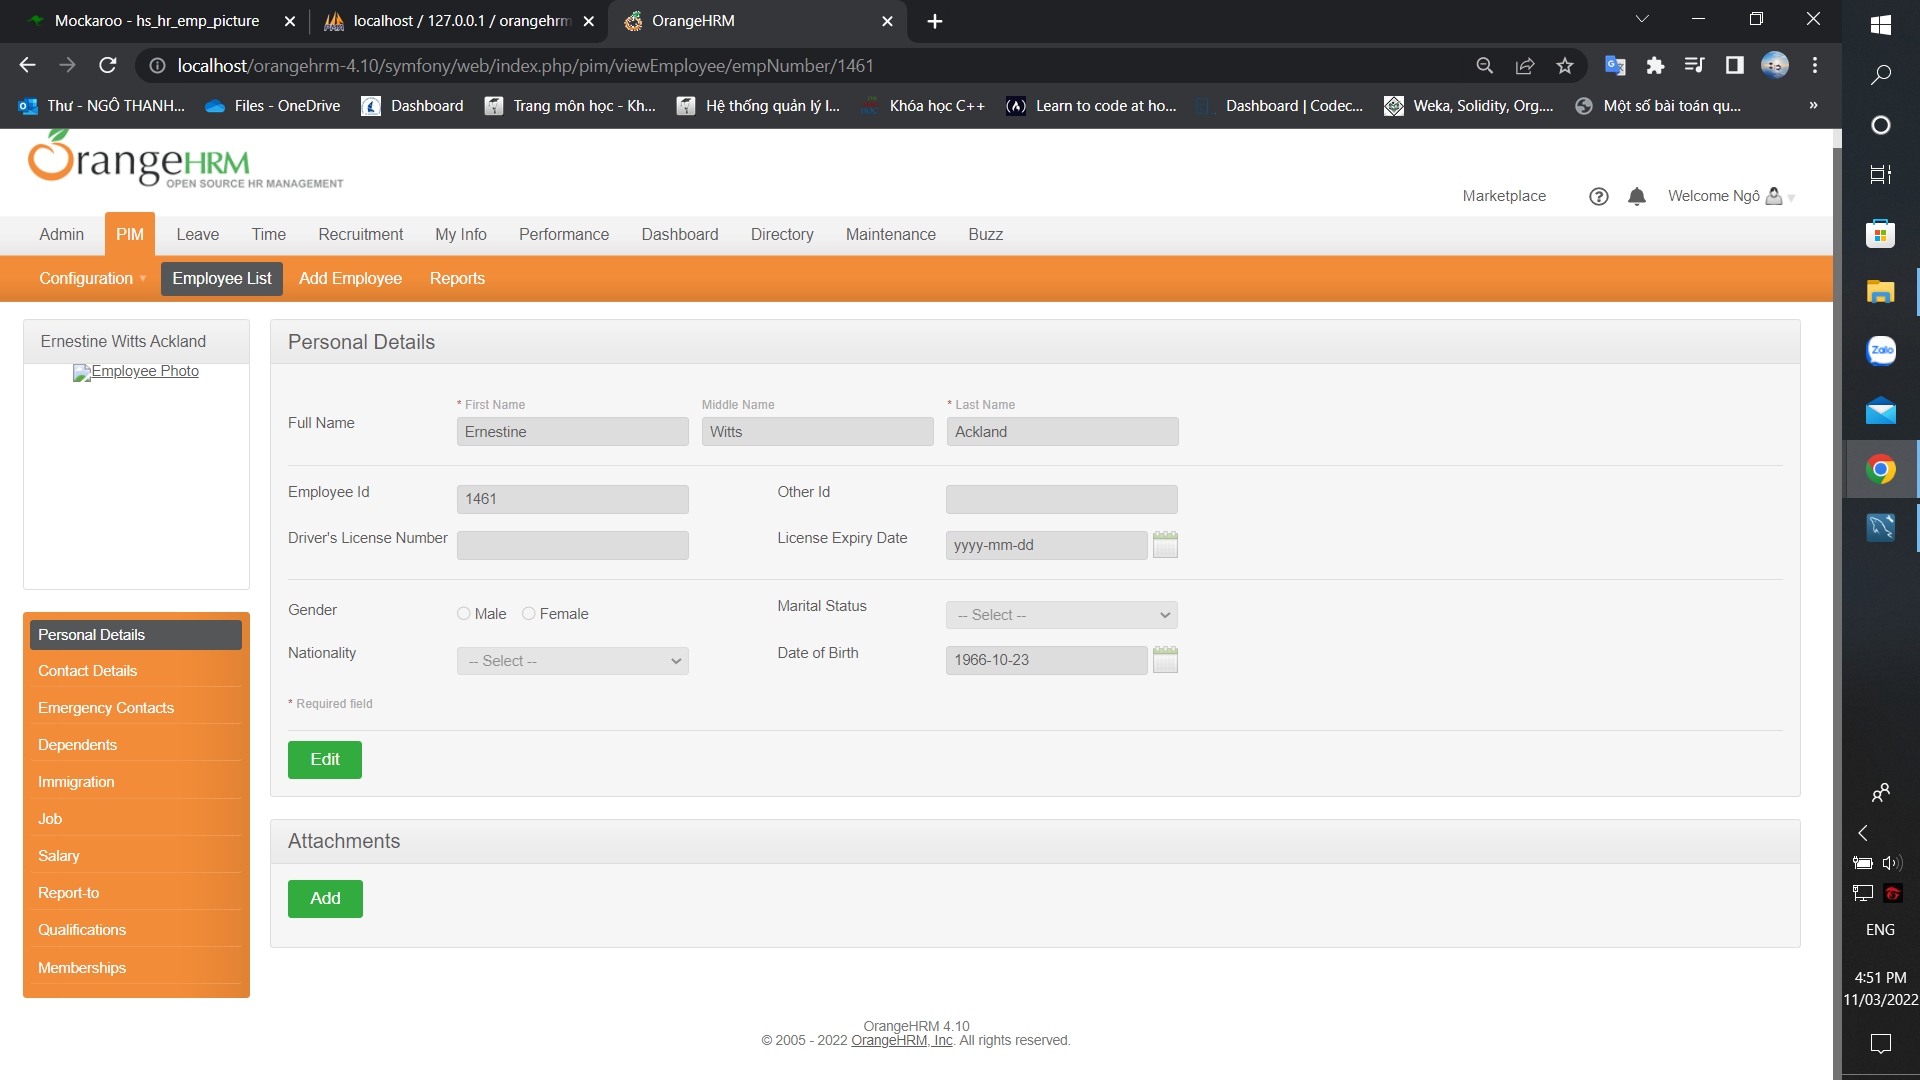 Mockaroo - hs_hr_emp_picture
localhost / 127.0.0.1 / orangehrm
OrangeHRM
localhost/orangehrm-4.10/symfony/web/index.php/pim/viewEmployee/empNumber/1461
Thư - NGÔ THANH...
Files - OneDrive
Dashboard
Trang môn học - Kh...
Hệ thống quản lý l...
Khóa học C++
Learn to code at ho...
Dashboard | Codec...
Weka, Solidity, Org....
Một số bài toán qu...
»
OrangeHRM
OPEN SOURCE HR MANAGEMENT
Marketplace
Welcome Ngô
Admin PIM Leave Time Recruitment My Info Performance Dashboard Directory Maintenance Buzz
Configuration Employee List Add Employee Reports
Ernestine Witts Ackland
Employee Photo
Personal Details
Contact Details
Emergency Contacts
Dependents
Immigration
Job
Salary
Report-to
Qualifications
Memberships
Personal Details
* First Name Middle Name * Last Name
Full Name Ernestine Witts Ackland
Employee Id 1461 Other Id
Driver's License Number License Expiry Date yyyy-mm-dd
Gender Male Female Marital Status -- Select --
Nationality -- Select -- Date of Birth 1966-10-23
* Required field
Edit
Attachments
Add
OrangeHRM 4.10
© 2005 - 2022 OrangeHRM, Inc. All rights reserved.
Zalo
ENG
4:51 PM
11/03/2022